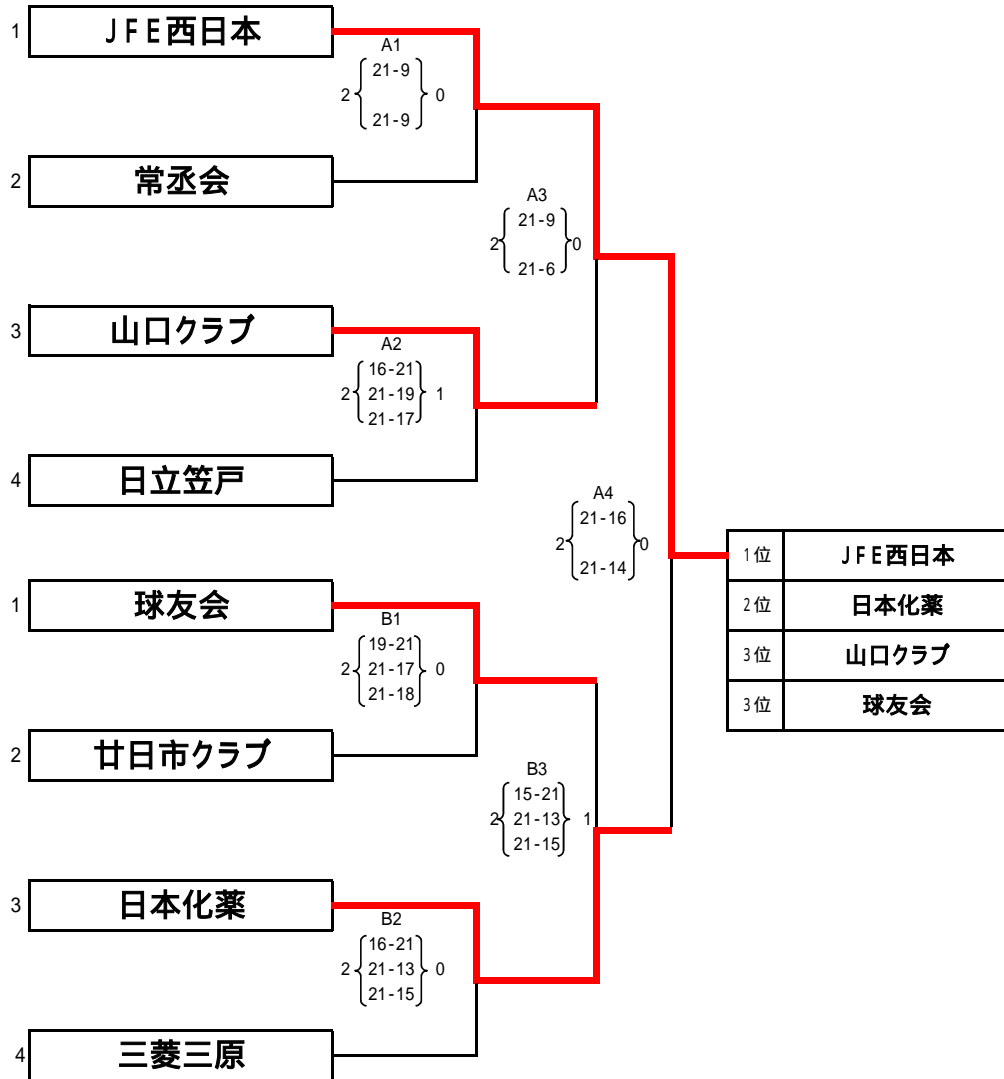 1 JFE西日本
A1
21-9
2 0
21-9
2 常丞会
A3
21-9
2 0
21-6
3 山口クラブ
A2
16-21
2 21-19 1
21-17
4 日立笠戸
A4
21-16
2 0
21-14
1位 JFE西日本
2位 日本化薬
3位 山口クラブ
3位 球友会
1 球友会
B1
19-21
2 21-17 0
21-18
2 廿日市クラブ
B3
15-21
2 21-13 1
21-15
3 日本化薬
B2
16-21
2 21-13 0
21-15
4 三菱三原